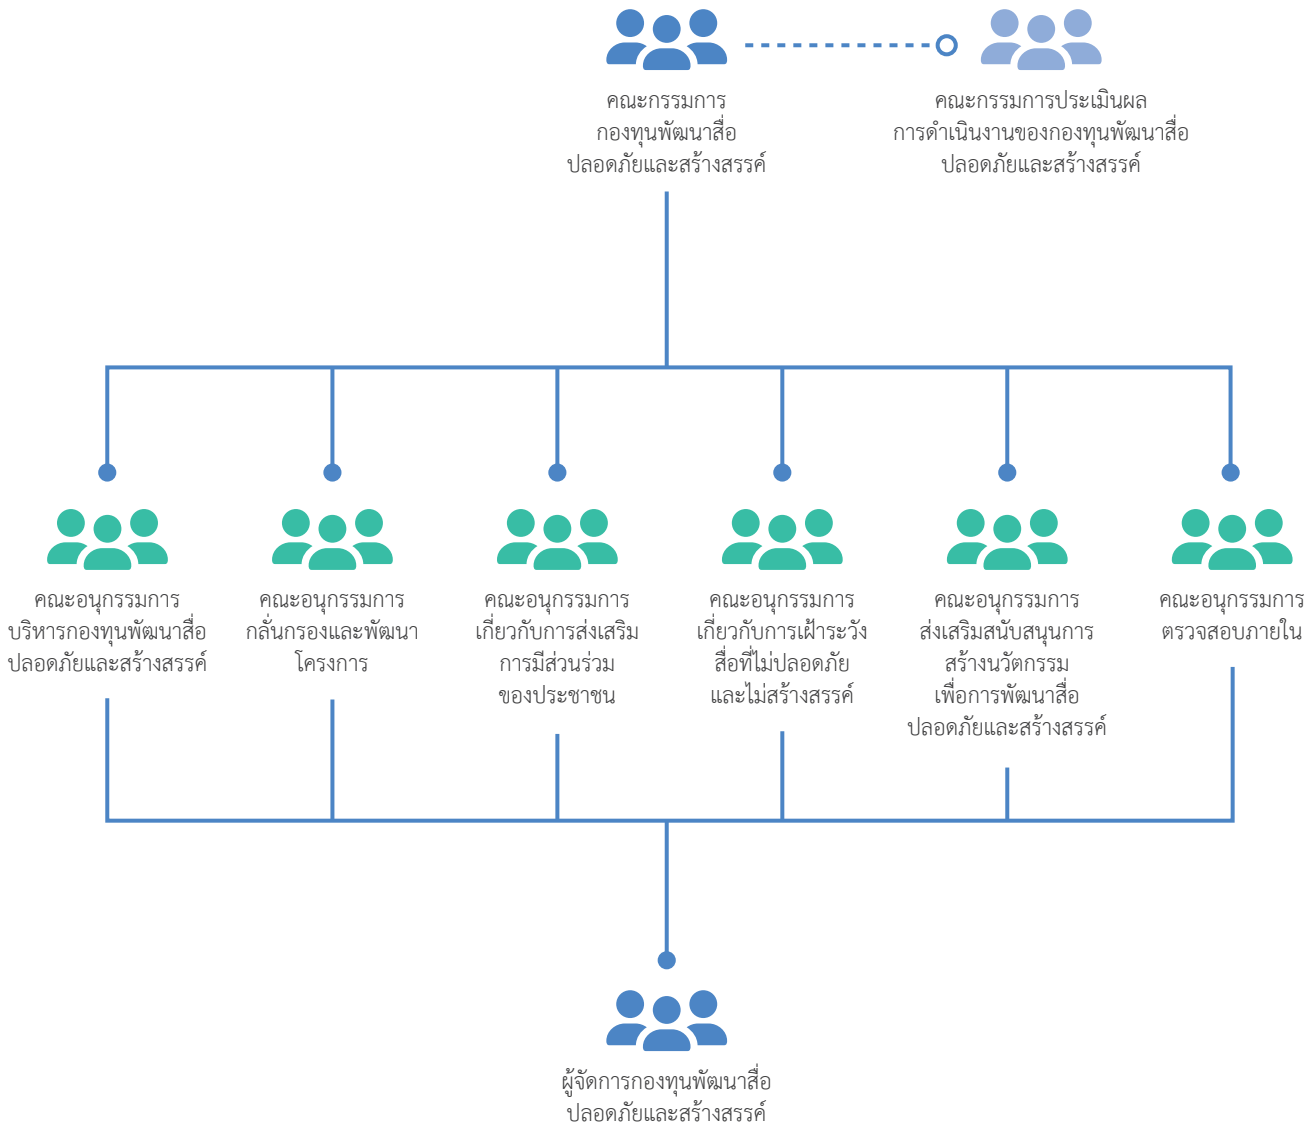 คณะกรรมการ
กองทุนพัฒนาสื่อ
ปลอดภัยและสร้างสรรค์
คณะกรรมการประเมินผล
การดำเนินงานของกองทุนพัฒนาสื่อ
ปลอดภัยและสร้างสรรค์
คณะอนุกรรมการ
บริหารกองทุนพัฒนาสื่อ
ปลอดภัยและสร้างสรรค์
คณะอนุกรรมการ
กลั่นกรองและพัฒนา
โครงการ
คณะอนุกรรมการ
เกี่ยวกับการส่งเสริม
การมีส่วนร่วม
ของประชาชน
คณะอนุกรรมการ
เกี่ยวกับการเฝ้าระวัง
สื่อที่ไม่ปลอดภัย
และไม่สร้างสรรค์
คณะอนุกรรมการ
ส่งเสริมสนับสนุนการ
สร้างนวัตกรรม
เพื่อการพัฒนาสื่อ
ปลอดภัยและสร้างสรรค์
คณะอนุกรรมการ
ตรวจสอบภายใน
ผู้จัดการกองทุนพัฒนาสื่อ
ปลอดภัยและสร้างสรรค์